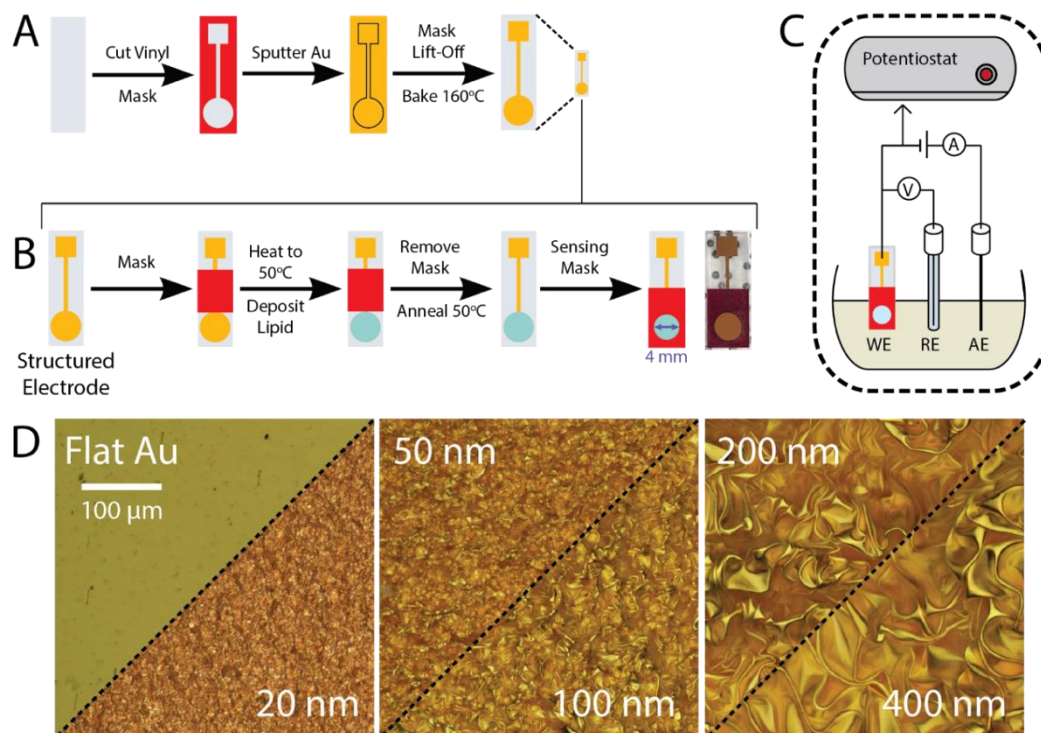 A
Cut Vinyl
Mask
Sputter Au
Mask
Lift-Off
Bake 160°C
B
Mask
Heat to
50°C
Deposit
Lipid
Remove
Mask
Anneal 50°C
Sensing
Mask
4 mm
Structured
Electrode
C
Potentiostat
A
V
WE
RE
AE
D
Flat Au
100 µm
20 nm
50 nm
100 nm
200 nm
400 nm